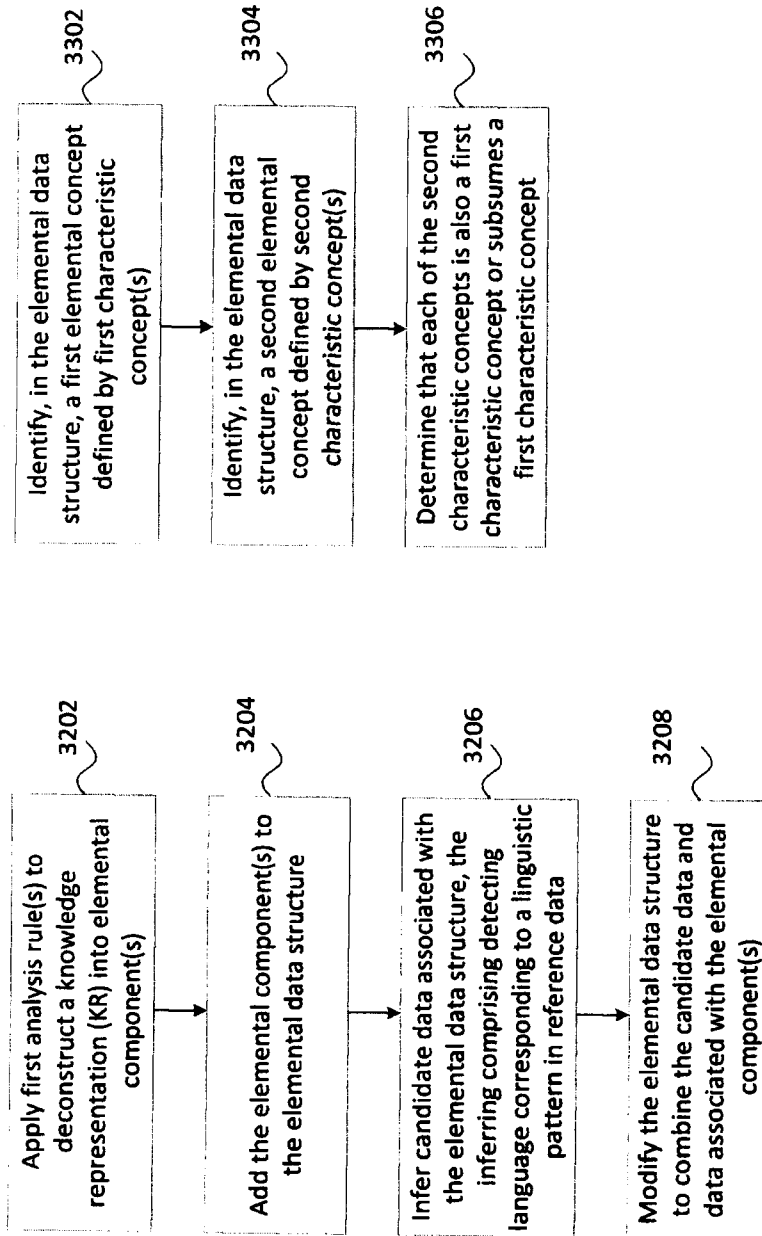 Apply first analysis rule(s) to
deconstruct a knowledge
representation (KR) into elemental
component(s)
3202
Add the elemental component(s) to
the elemental data structure
3204
Infer candidate data associated with
the elemental data structure, the
inferring comprising detecting
language corresponding to a linguistic
pattern in reference data
3206
Modify the elemental data structure
to combine the candidate data and
data associated with the elemental
component(s)
3208
Identify, in the elemental data
structure, a first elemental concept
defined by first characteristic
concept(s)
3302
Identify, in the elemental data
structure, a second elemental
concept defined by second
characteristic concept(s)
3304
Determine that each of the second
characteristic concepts is also a first
characteristic concept or subsumes a
first characteristic concept
3306